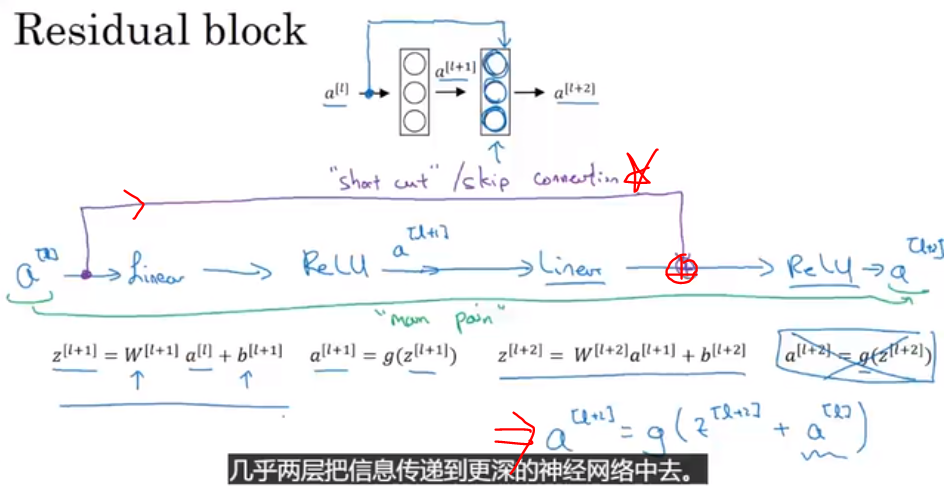 Residual block
a^[l] a^[l+1] a^[l+2]
"short cut" / skip connection
a^[l] Linear ReLU a^[l+1] Linear ReLU a^[l+2]
"main path"
z^[l+1] = W^[l+1] a^[l] + b^[l+1] a^[l+1] = g(z^[l+1]) z^[l+2] = W^[l+2] a^[l+1] + b^[l+2] a^[l+2] = g(z^[l+2])
⇒ a^[l+2] = g(z^[l+2] + a^[l])
几乎两层把信息传递到更深的神经网络中去。